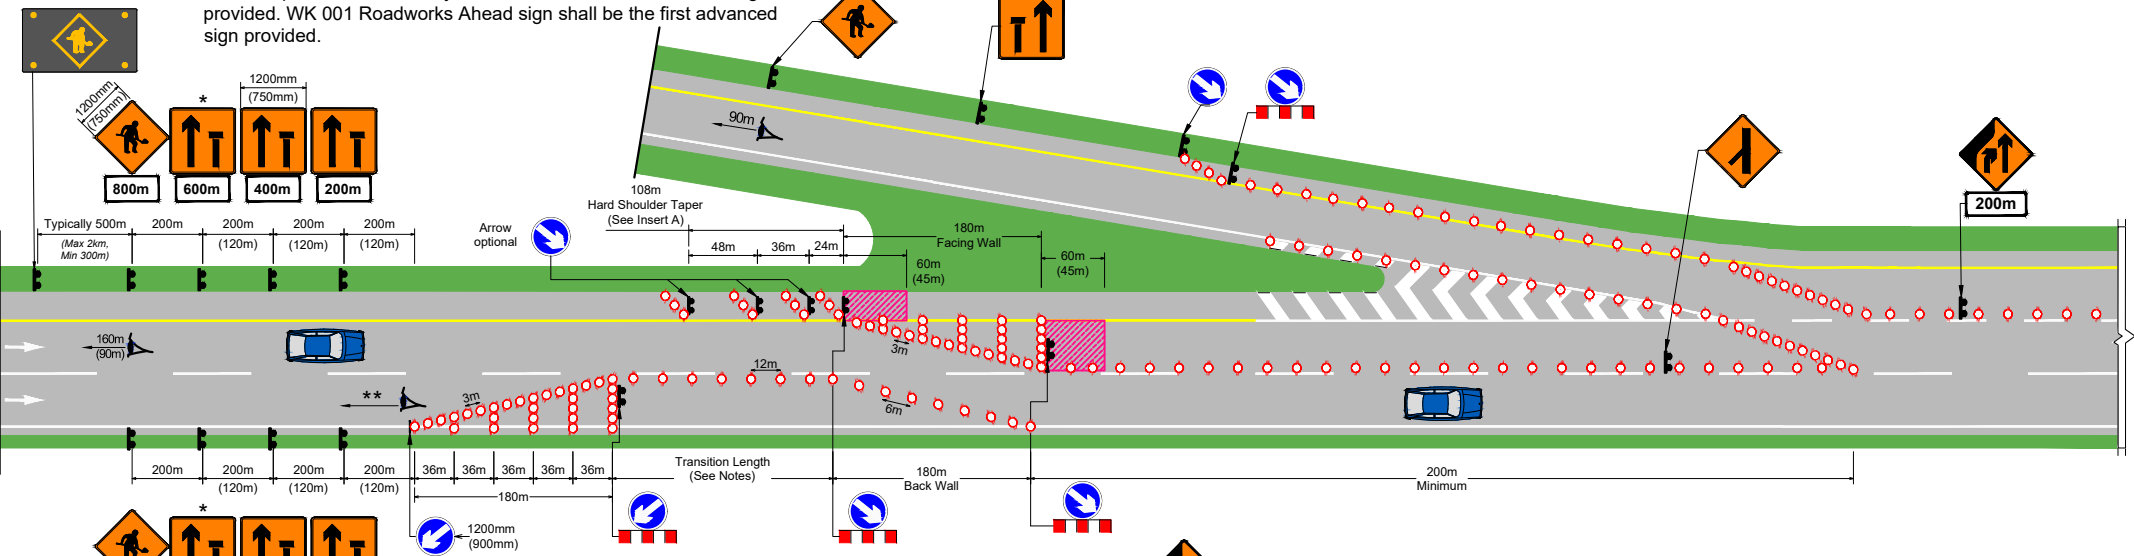 provided. WK 001 Roadworks Ahead sign shall be the first advanced
sign provided.
1200mm
(750mm)
1200mm
(750mm)
*
800m
600m
400m
200m
Typically 500m
(Max 2km,
Min 300m)
200m
200m
(120m)
200m
(120m)
200m
(120m)
Arrow
optional
108m
Hard Shoulder Taper
(See Insert A)
48m
36m
24m
180m
Facing Wall
60m
(45m)
60m
(45m)
90m
200m
160m
(90m)
**
3m
12m
3m
6m
200m
200m
(120m)
200m
(120m)
200m
(120m)
36m
36m
36m
36m
36m
180m
Transition Length
(See Notes)
180m
Back Wall
200m
Minimum
*
1200mm
(900mm)